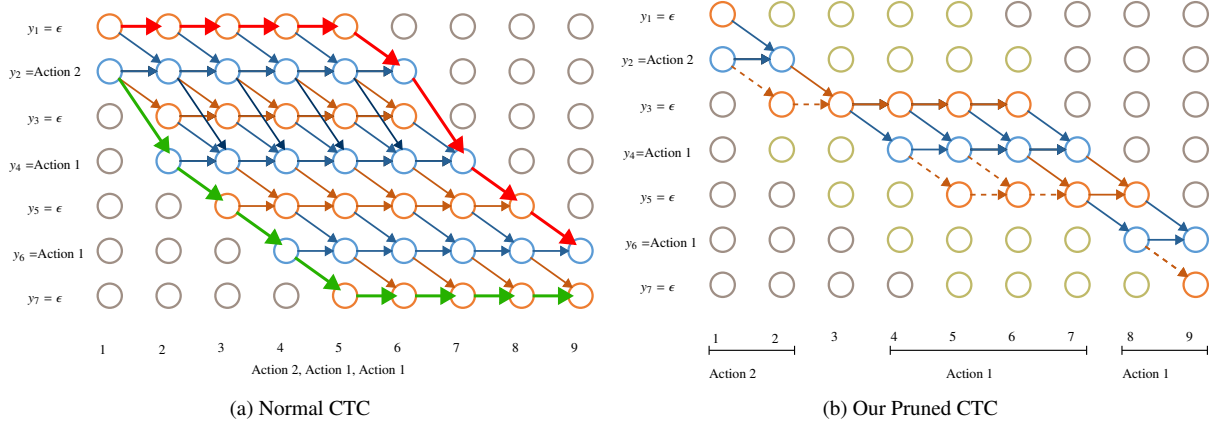 y₁ = ϵ
y₂ =Action 2
y₃ = ϵ
y₄ =Action 1
y₅ = ϵ
y₆ =Action 1
y₇ = ϵ
1 2 3 4 5 6 7 8 9
Action 2, Action 1, Action 1
(a) Normal CTC
y₁ = ϵ
y₂ =Action 2
y₃ = ϵ
y₄=Action 1
y₅ = ϵ
y₆ =Action 1
y₇ = ϵ
1 2 3 4 5 6 7 8 9
Action 2 Action 1 Action 1
(b) Our Pruned CTC